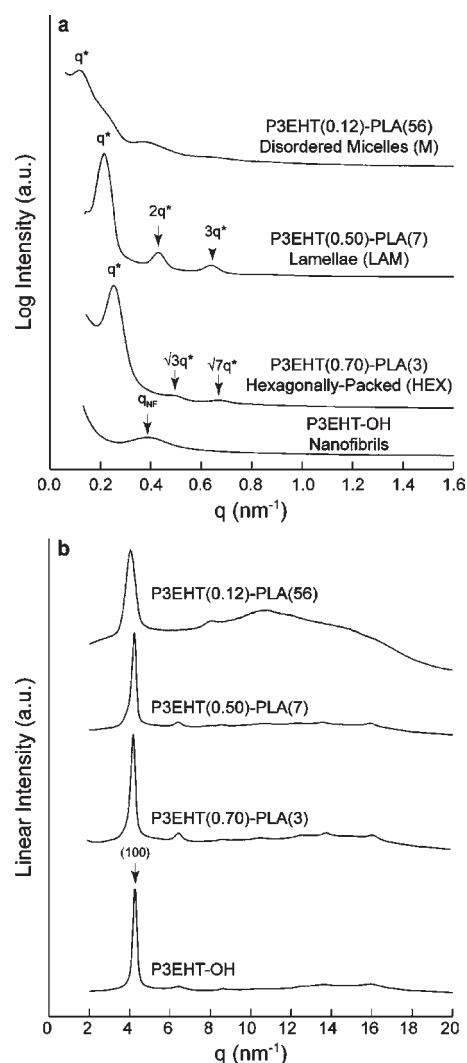 a
q*
P3EHT(0.12)-PLA(56)
Disordered Micelles (M)
q*
2q*
3q*
P3EHT(0.50)-PLA(7)
Lamellae (LAM)
q*
√3q*
√7q*
P3EHT(0.70)-PLA(3)
Hexagonally-Packed (HEX)
qNF
P3EHT-OH
Nanofibrils
Log Intensity (a.u.)
0.0 0.2 0.4 0.6 0.8 1.0 1.2 1.4 1.6
q (nm⁻¹)
b
P3EHT(0.12)-PLA(56)
P3EHT(0.50)-PLA(7)
P3EHT(0.70)-PLA(3)
(100)
P3EHT-OH
Linear Intensity (a.u.)
0 2 4 6 8 10 12 14 16 18 20
q (nm⁻¹)